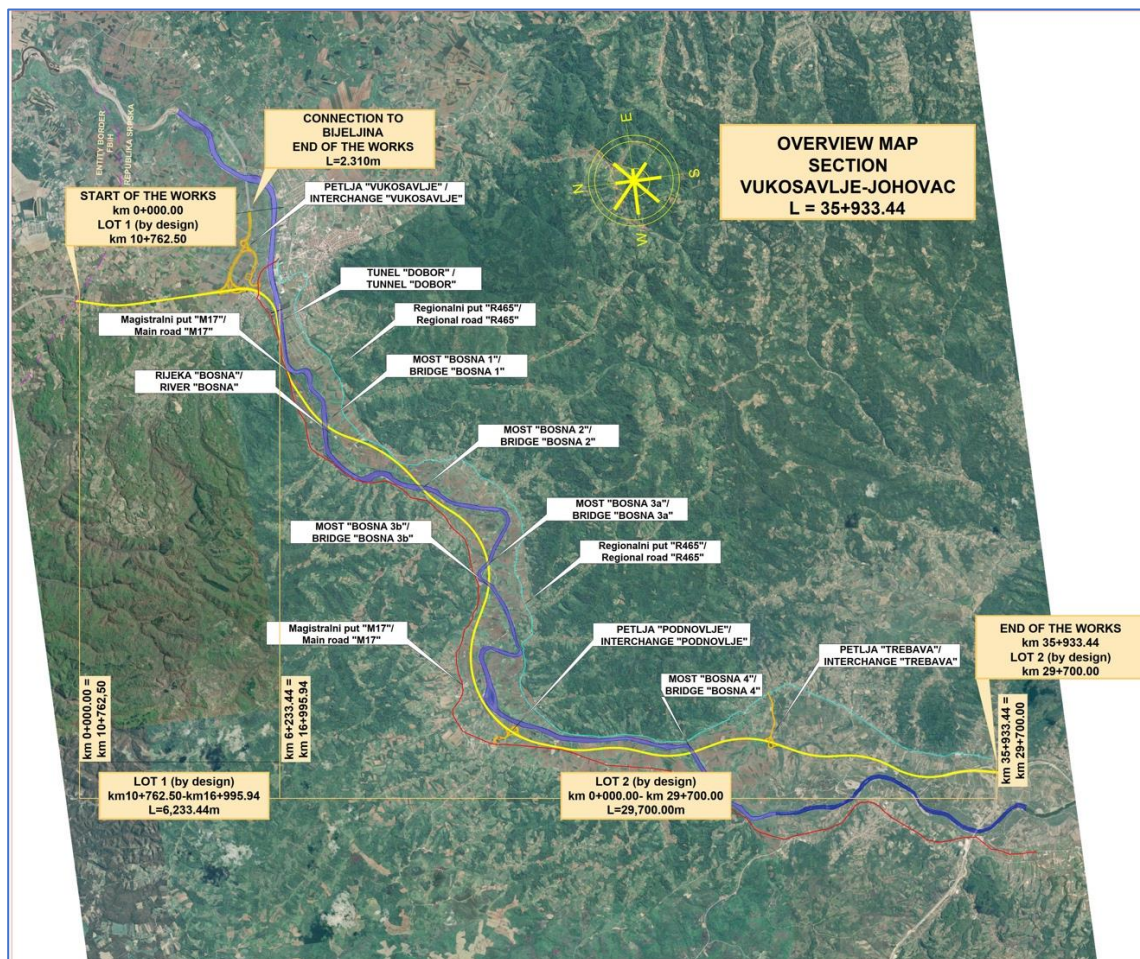 ENTITY BORDER
FBiH
REPUBLIKA SRPSKA
CONNECTION TO
BIJELJINA
END OF THE WORKS
L=2.310m
OVERVIEW MAP
SECTION
VUKOSAVLJE-JOHOVAC
L = 35+933.44
E
N
S
W
START OF THE WORKS
km 0+000.00
LOT 1 (by design)
km 10+762.50
PETLJA "VUKOSAVLJE" /
INTERCHANGE "VUKOSAVLJE"
TUNEL "DOBOR" /
TUNNEL "DOBOR"
Magistralni put "M17"/
Main road "M17"
Regionalni put "R465"/
Regional road "R465"
MOST "BOSNA 1"/
BRIDGE "BOSNA 1"
RIJEKA "BOSNA"/
RIVER "BOSNA"
MOST "BOSNA 2"/
BRIDGE "BOSNA 2"
MOST "BOSNA 3a"/
BRIDGE "BOSNA 3a"
MOST "BOSNA 3b"/
BRIDGE "BOSNA 3b"
Regionalni put "R465"/
Regional road "R465"
Magistralni put "M17"/
Main road "M17"
PETLJA "PODNOVLJE"/
INTERCHANGE "PODNOVLJE"
PETLJA "TREBAVA"/
INTERCHANGE "TREBAVA"
END OF THE WORKS
km 35+933.44
LOT 2 (by design)
km 29+700.00
MOST "BOSNA 4"/
BRIDGE "BOSNA 4"
km 0+000.00 =
km 10+762,50
km 6+233.44 =
km 16+995.94
km 35+933.44 =
km 29+700.00
LOT 1 (by design)
km10+762.50-km16+995.94
L=6,233.44m
LOT 2 (by design)
km 0+000.00- km 29+700.00
L=29,700.00m